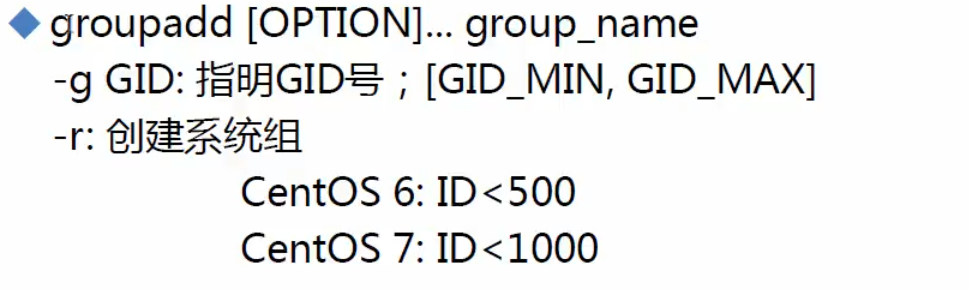 groupadd [OPTION]... group_name
-g GID: 指明GID号；[GID_MIN, GID_MAX]
-r: 创建系统组
CentOS 6: ID<500
CentOS 7: ID<1000